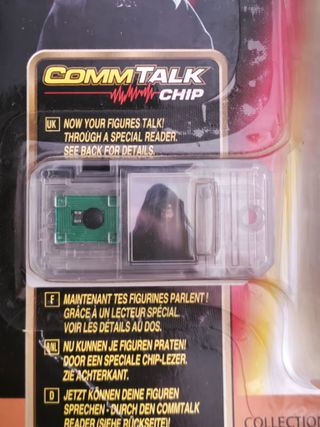 COMMTALK
CHIP
UK NOW YOUR FIGURES TALK!
THROUGH A SPECIAL READER.
SEE BACK FOR DETAILS.
F MAINTENANT TES FIGURINES PARLENT!
GRÂCE À UN LECTEUR SPÉCIAL.
VOIR LES DÉTAILS AU DOS.
NL NU KUNNEN JE FIGUREN PRATEN!
DOOR EEN SPECIALE CHIP-LEZER.
ZIE ACHTERKANT.
D JETZT KÖNNEN DEINE FIGUREN
SPRECHEN - DURCH DEN COMMTALK
READER (SIEHE RÜCKSEITE)
COLLECTION